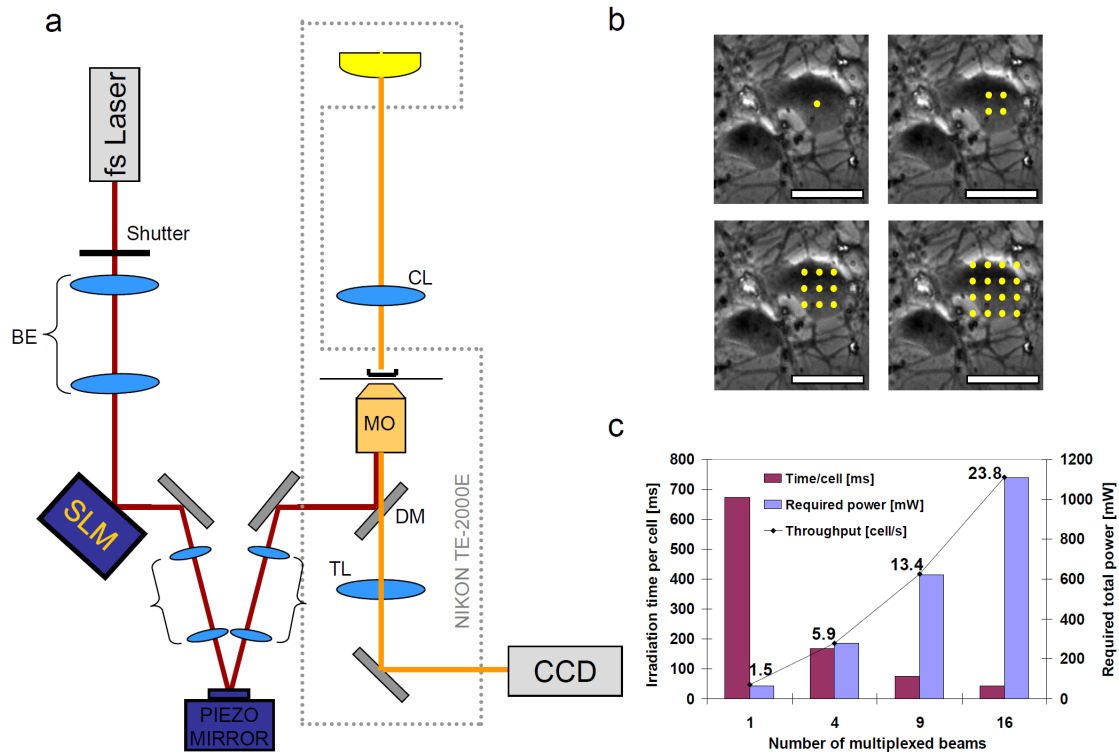 a
fs Laser
Shutter
BE
SLM
PIEZO
MIRROR
CL
MO
DM
TL
NIKON TE-2000E
CCD
b
c
Irradiation time per cell [ms]
800
700
600
500
400
300
200
100
0
Time/cell [ms]
Required power [mW]
Throughput [cell/s]
1.5
5.9
13.4
23.8
1200
1000
800
600
400
200
0
Required total power [mW]
1 4 9 16
Number of multiplexed beams